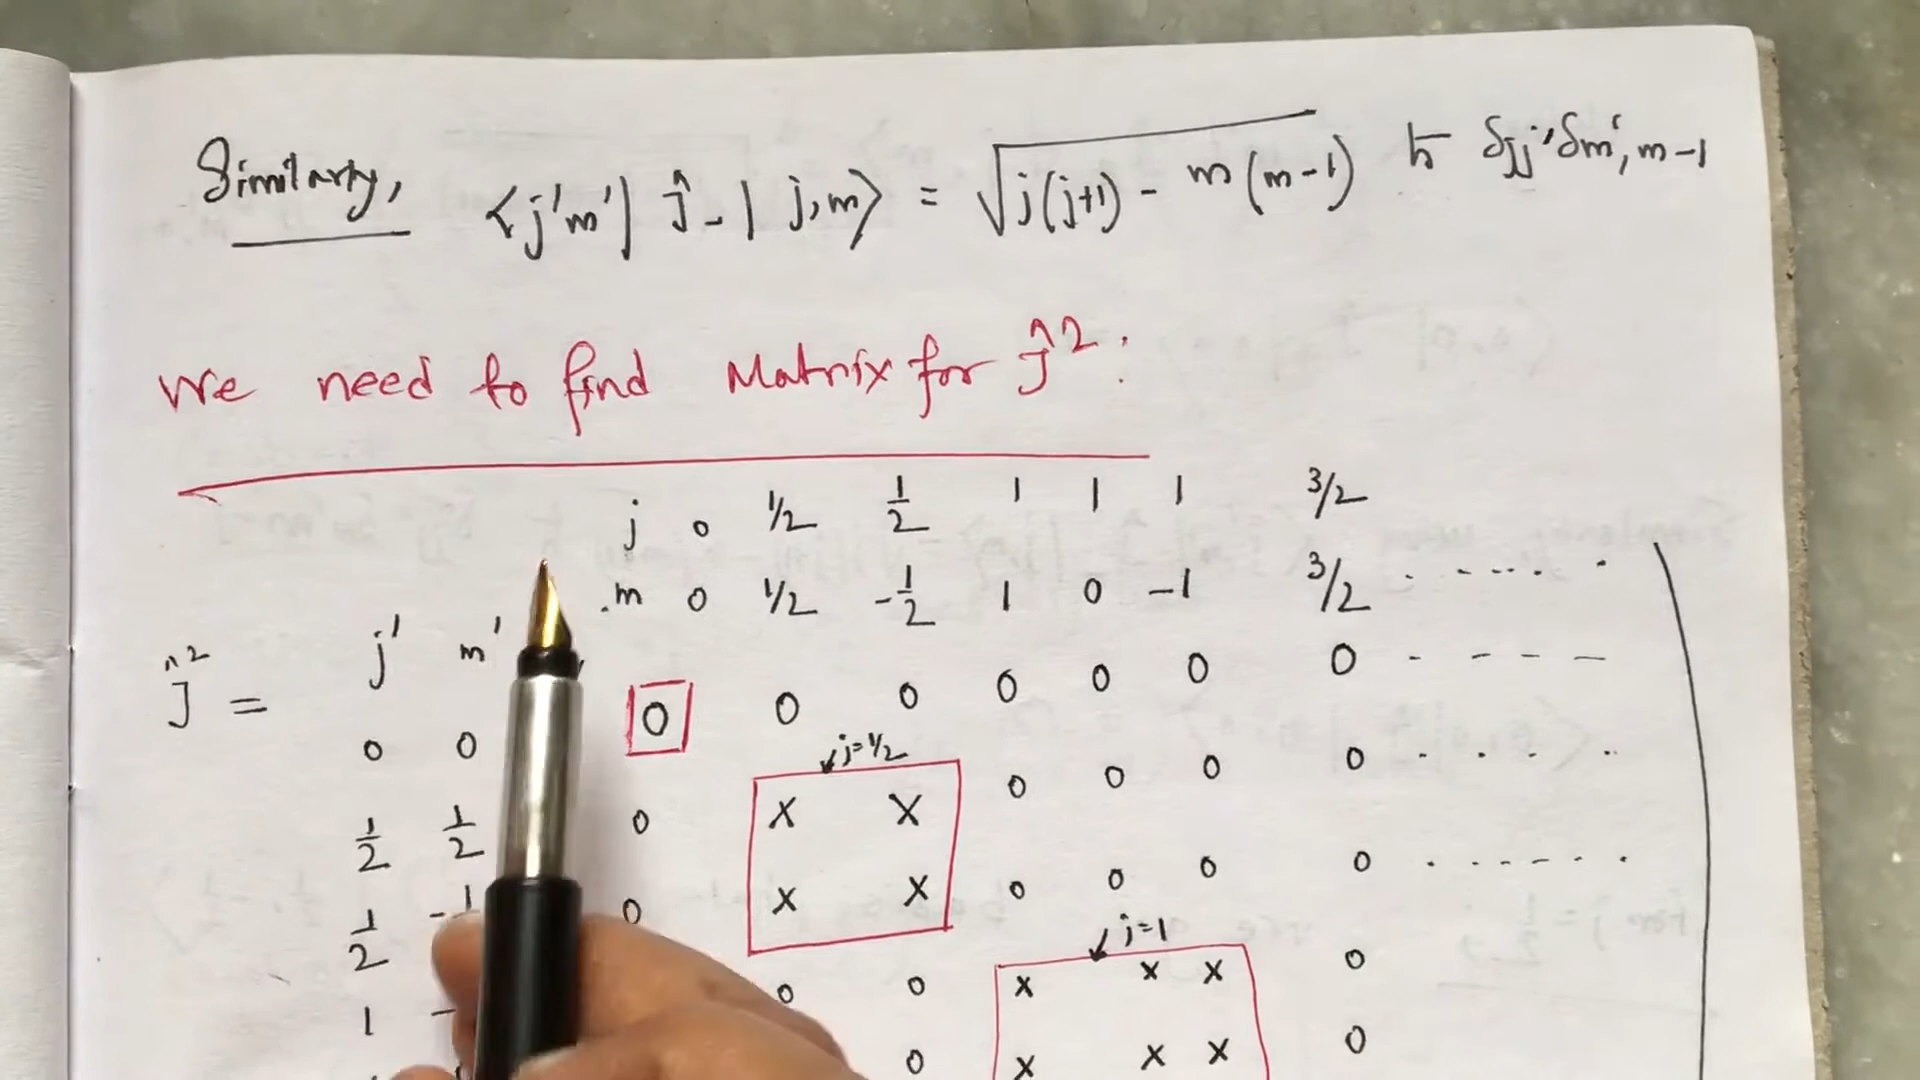 Similarly, ⟨j'm'| Ĵ- | j,m⟩ = √j(j+1) - m(m-1) ħ δjj' δm', m-1
We need to find Matrix for Ĵ².
j 0 1/2 1/2 1 1 1 3/2
m 0 1/2 -1/2 1 0 -1 3/2 . - - - - .
Ĵ² = j' m'
0 0 0 0 0 0 0 0 0 - - - -
j=1/2
1/2 1/2 0 x x 0 0 0 0 . . . .
1/2 -1 0 x x 0 0 0 0 . - - - . .
j=1
1 - 0 0 x x x 0
0 x x x 0